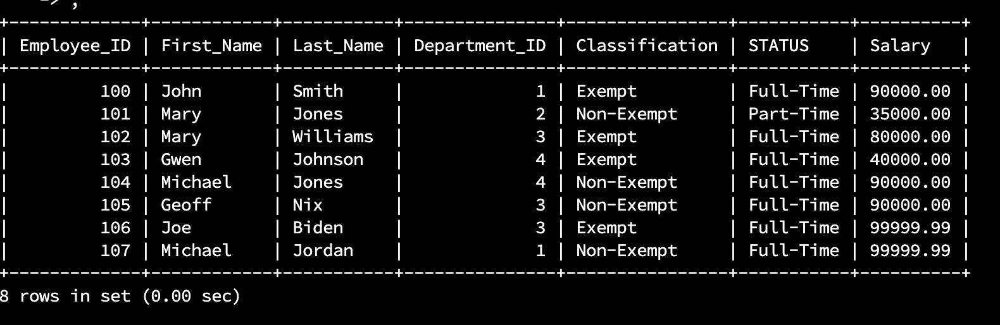 -> ;
+-------------+------------+-----------+---------------+----------------+-----------+----------+
| Employee_ID | First_Name | Last_Name | Department_ID | Classification | STATUS    | Salary   |
+-------------+------------+-----------+---------------+----------------+-----------+----------+
|         100 | John       | Smith     |             1 | Exempt         | Full-Time | 90000.00 |
|         101 | Mary       | Jones     |             2 | Non-Exempt     | Part-Time | 35000.00 |
|         102 | Mary       | Williams  |             3 | Exempt         | Full-Time | 80000.00 |
|         103 | Gwen       | Johnson   |             4 | Exempt         | Full-Time | 40000.00 |
|         104 | Michael    | Jones     |             4 | Non-Exempt     | Full-Time | 90000.00 |
|         105 | Geoff      | Nix       |             3 | Non-Exempt     | Full-Time | 90000.00 |
|         106 | Joe        | Biden     |             3 | Exempt         | Full-Time | 99999.99 |
|         107 | Michael    | Jordan    |             1 | Non-Exempt     | Full-Time | 99999.99 |
+-------------+------------+-----------+---------------+----------------+-----------+----------+
8 rows in set (0.00 sec)